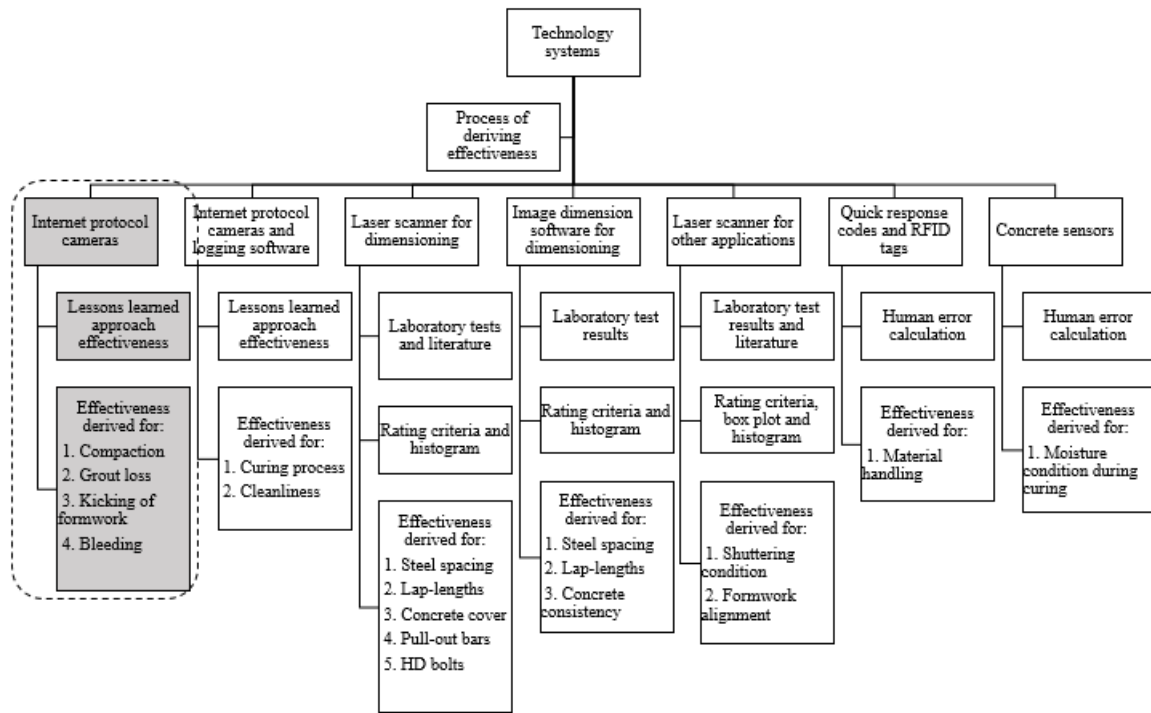 Technology
systems
Process of
deriving
effectiveness
Internet protocol
cameras
Internet protocol
cameras and
logging software
Laser scanner for
dimensioning
Image dimension
software for
dimensioning
Laser scanner for
other applications
Quick response
codes and RFID
tags
Concrete sensors
Lessons learned
approach
effectiveness
Lessons learned
approach
effectiveness
Laboratory tests
and literature
Laboratory test
results
Laboratory test
results and
literature
Human error
calculation
Human error
calculation
Effectiveness
derived for:
1. Compaction
2. Grout loss
3. Kicking of
formwork
4. Bleeding
Effectiveness
derived for:
1. Curing process
2. Cleanliness
Rating criteria and
histogram
Rating criteria and
histogram
Rating criteria,
box plot and
histogram
Effectiveness
derived for:
1. Material
handling
Effectiveness
derived for:
1. Moisture
condition during
curing
Effectiveness
derived for:
1. Steel spacing
2. Lap-lengths
3. Concrete cover
4. Pull-out bars
5. HD bolts
Effectiveness
derived for:
1. Steel spacing
2. Lap-lengths
3. Concrete
consistency
Effectiveness
derived for:
1. Shuttering
condition
2. Formwork
alignment